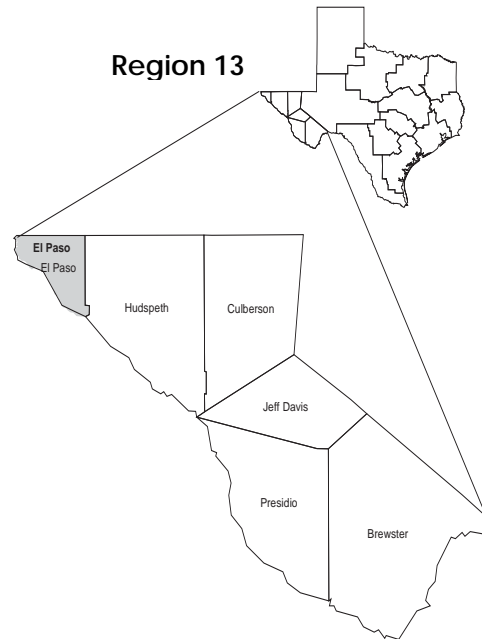 Region 13
El Paso
El Paso
Hudspeth
Culberson
Jeff Davis
Presidio
Brewster